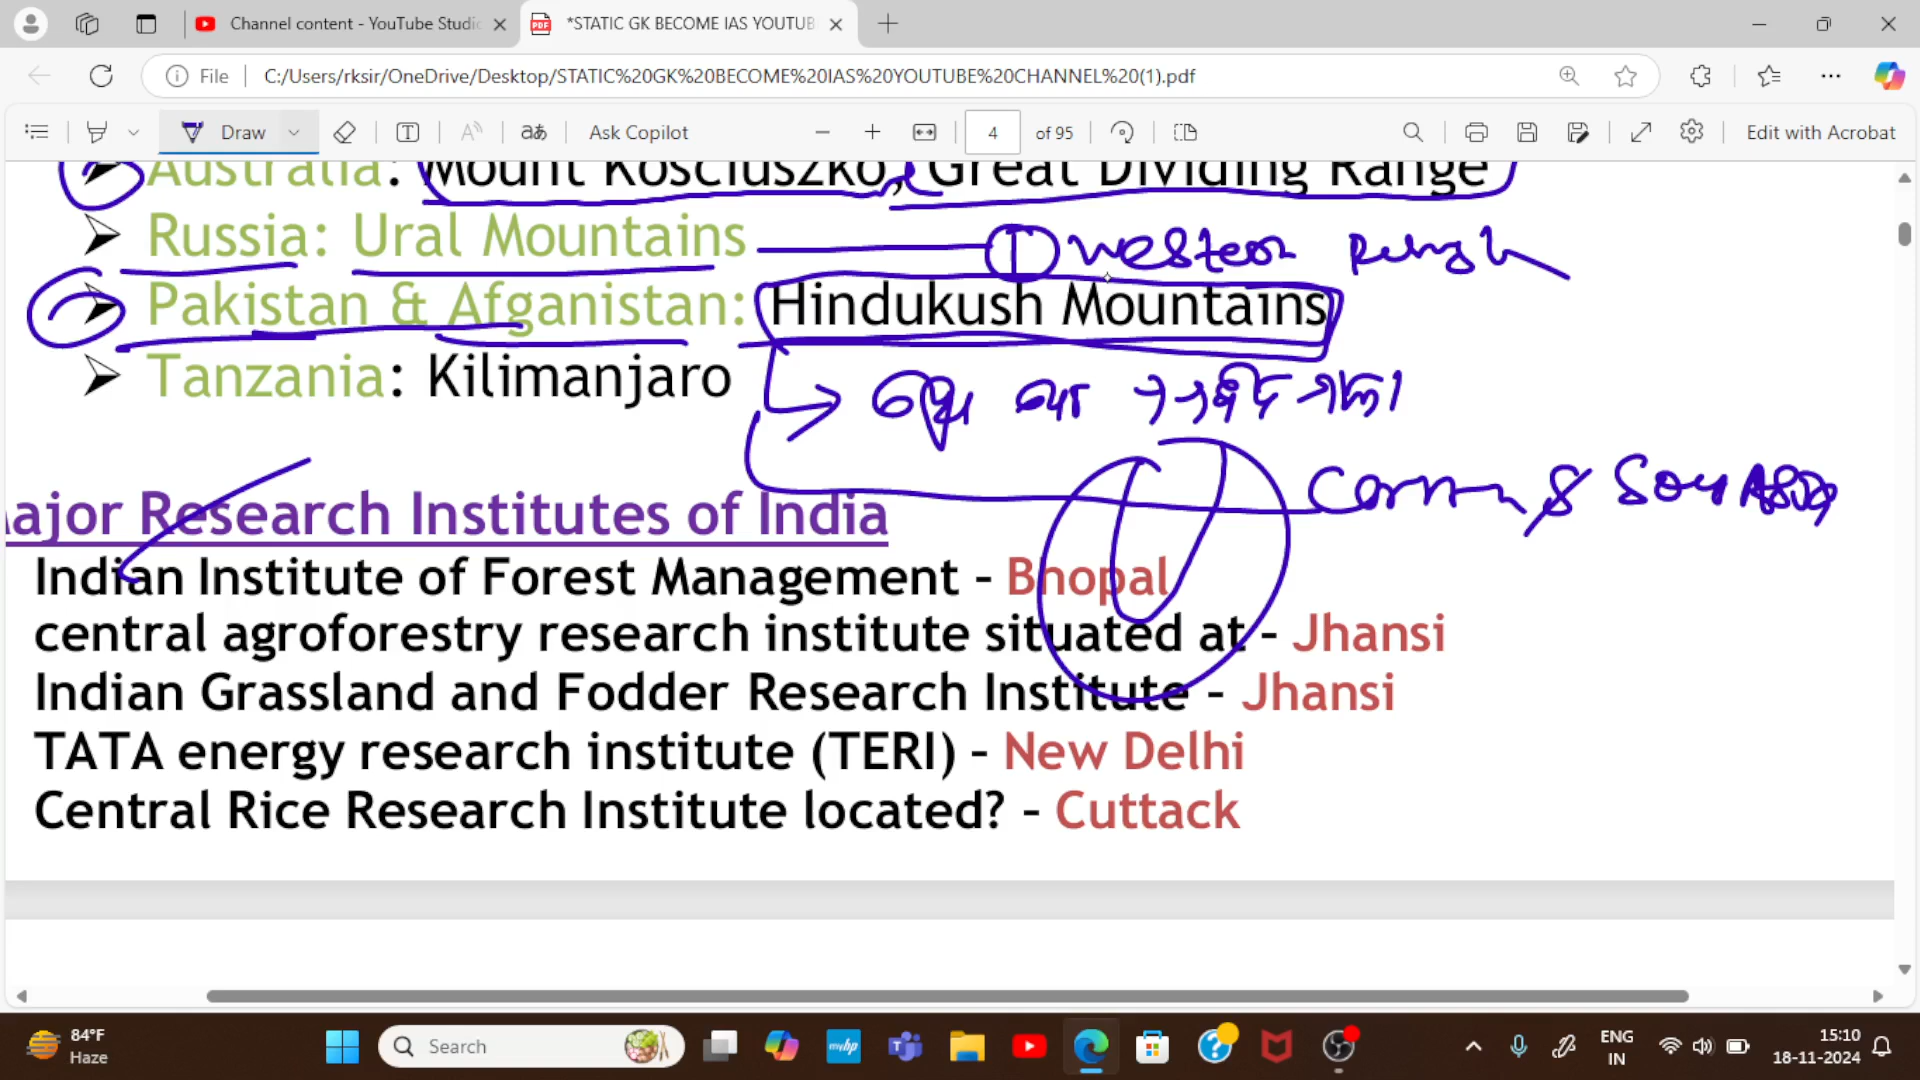 Channel content - YouTube Studio
*STATIC GK BECOME IAS YOUTUB
File
C:/Users/rksir/OneDrive/Desktop/STATIC%20GK%20BECOME%20IAS%20YOUTUBE%20CHANNEL%20(1).pdf
Draw
Ask Copilot
4 of 95
Edit with Acrobat
Australia: Mount Kosciuszko, Great Dividing Range
Russia: Ural Mountains
① Western
Pakistan & Afganistan: Hindukush Mountains
Tanzania: Kilimanjaro
ajor Research Institutes of India
Indian Institute of Forest Management - Bhopal
central agroforestry research institute situated at - Jhansi
Indian Grassland and Fodder Research Institute - Jhansi
TATA energy research institute (TERI) - New Delhi
Central Rice Research Institute located? - Cuttack
84°F
Haze
Search
myhp
ENG
IN
15:10
18-11-2024